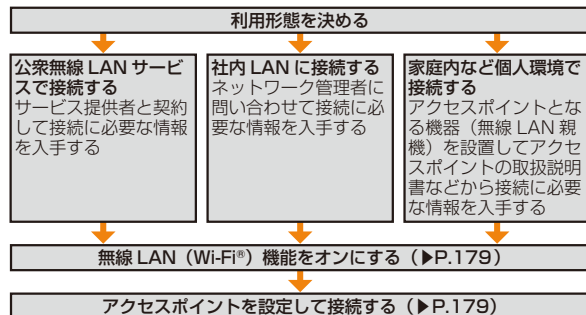 利用形態を決める
公衆無線 LAN サービ
スで接続する
サービス提供者と契約
して接続に必要な情報
を入手する
社内 LAN に接続する
ネットワーク管理者に
問い合わせて接続に必
要な情報を入手する
家庭内など個人環境で
接続する
アクセスポイントとな
る機器（無線 LAN 親
機）を設置してアクセ
スポイントの取扱説明
書などから接続に必要
な情報を入手する
無線 LAN（Wi-Fi®）機能をオンにする（▶P.179）
アクセスポイントを設定して接続する（▶P.179）